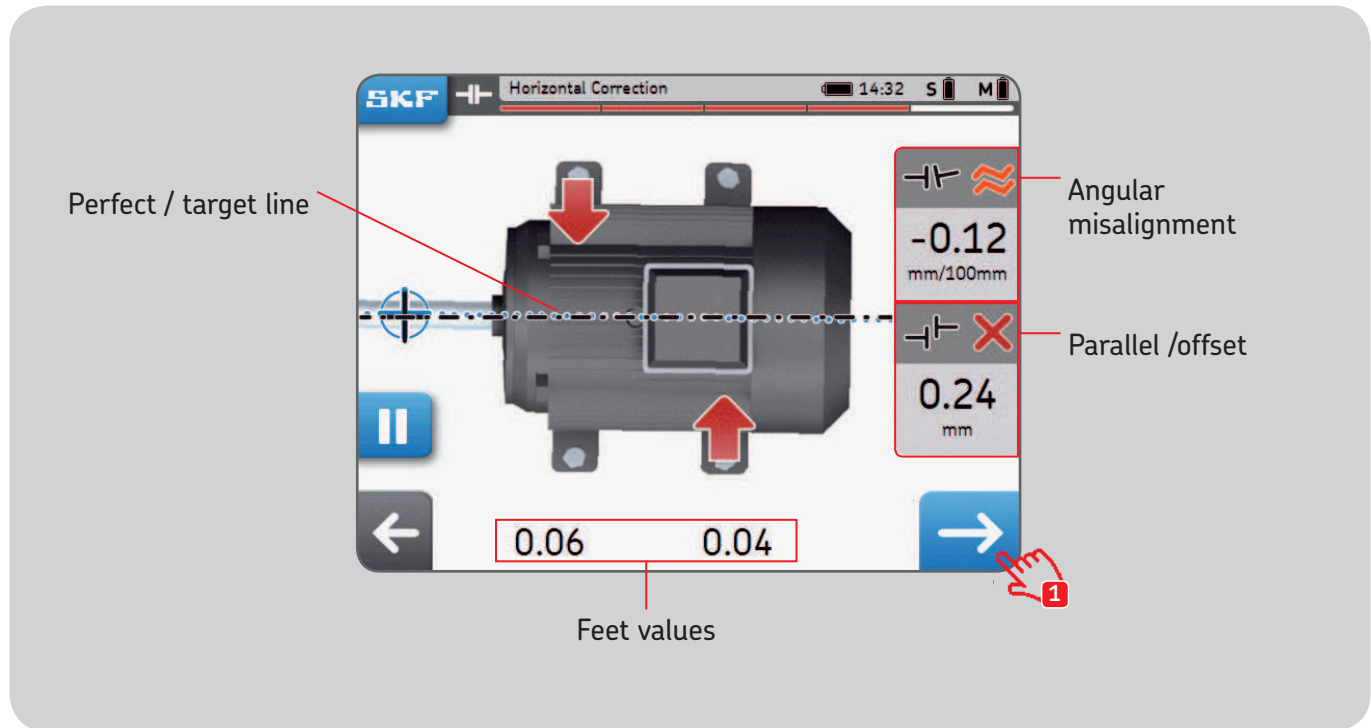 SKF
Horizontal Correction
14:32 S M
Perfect / target line
Angular
misalignment
-0.12
mm/100mm
Parallel /offset
0.24
mm
0.06 0.04
1
Feet values